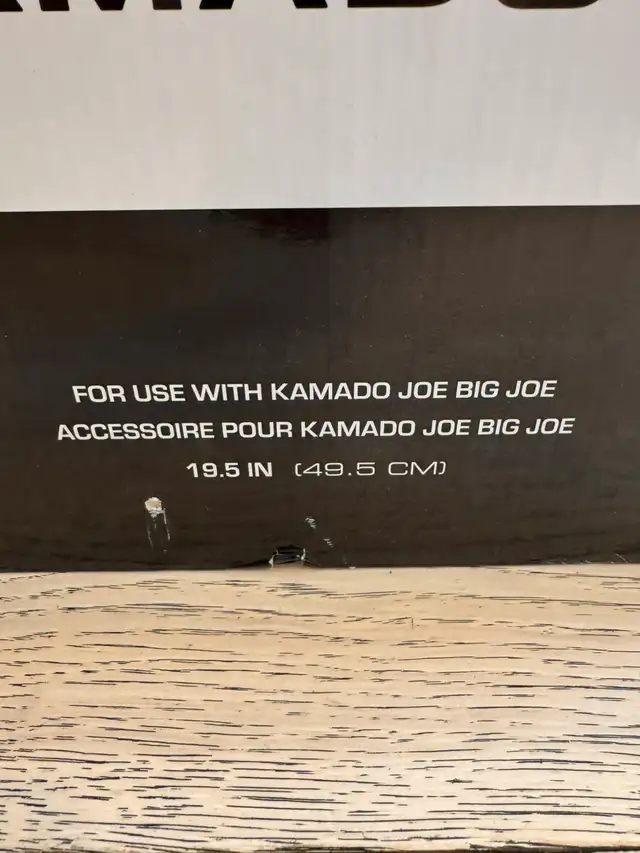 FOR USE WITH KAMADO JOE BIG JOE
ACCESSOIRE POUR KAMADO JOE BIG JOE
19.5 IN (49.5 CM)